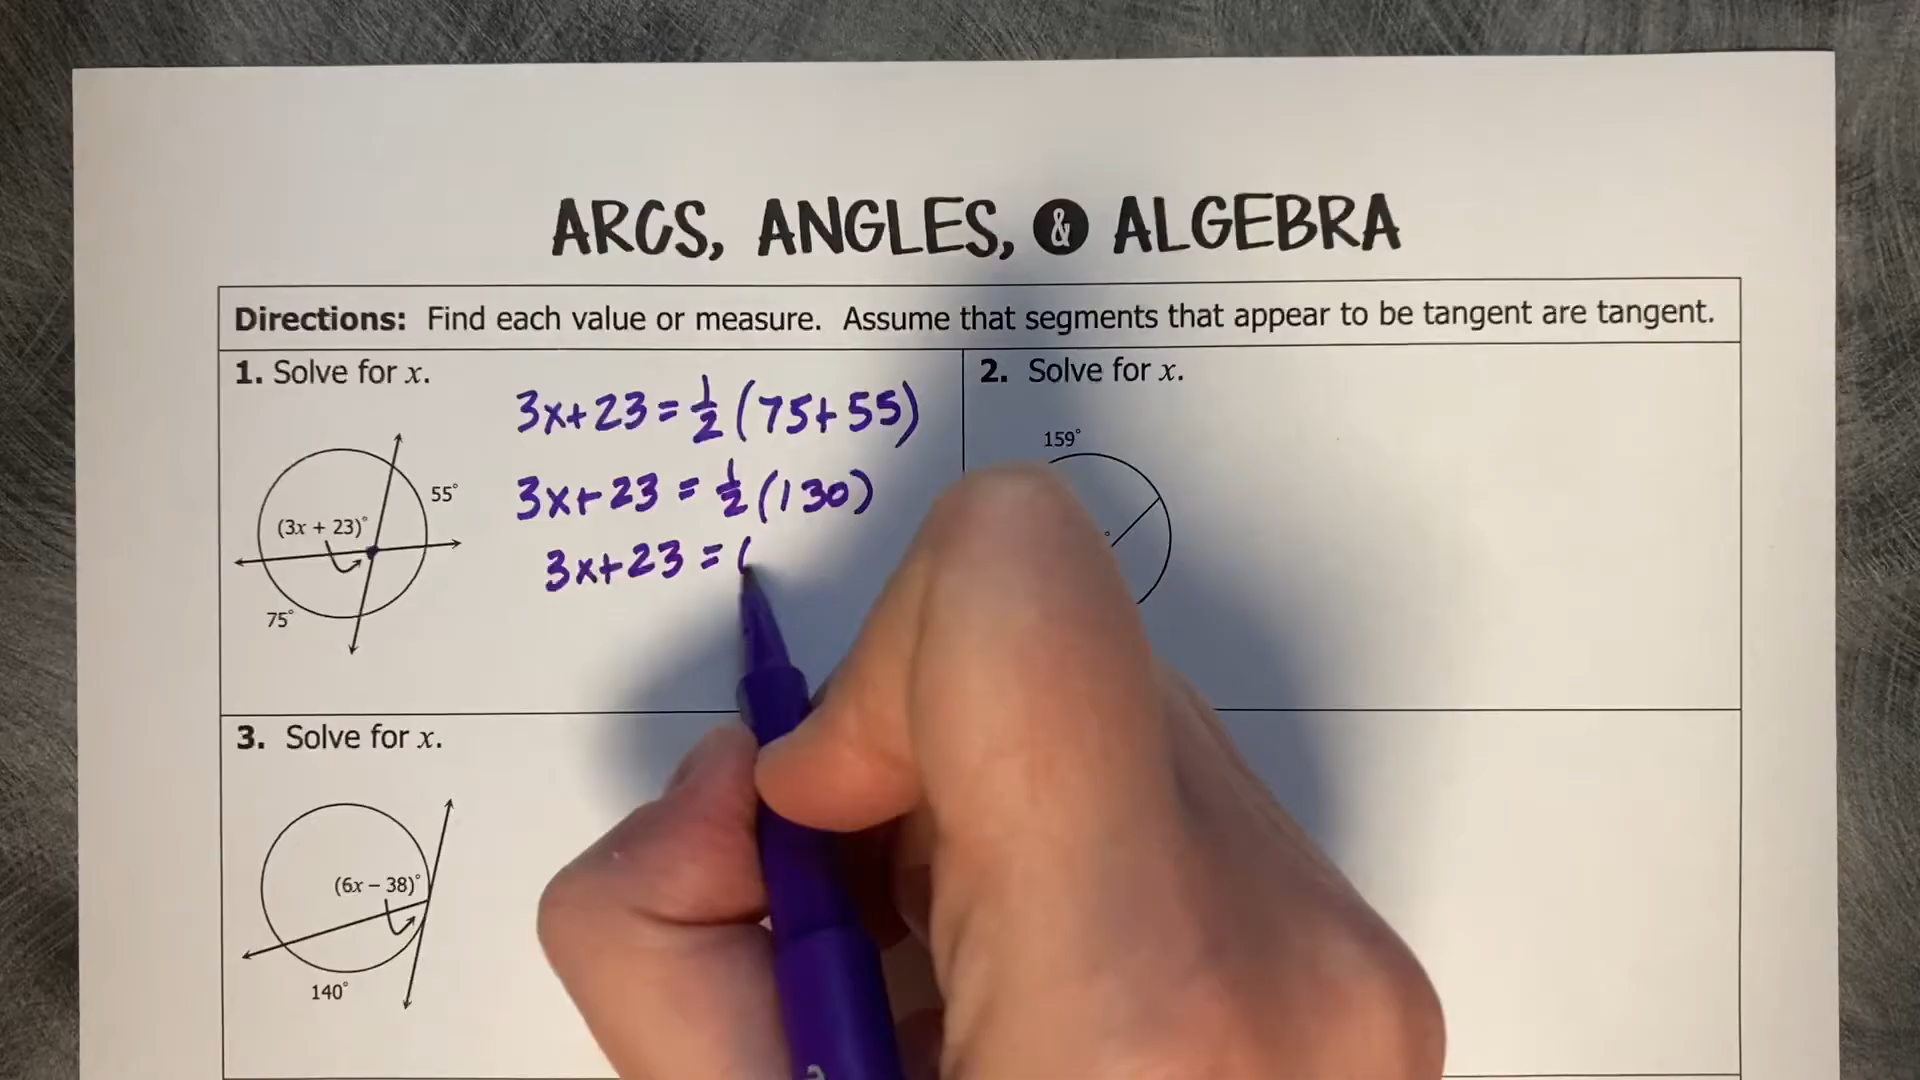 ARCS, ANGLES, & ALGEBRA
Directions: Find each value or measure. Assume that segments that appear to be tangent are tangent.
1. Solve for x.
3x+23=½(75+55)
3x+23=½(130)
3x+23=
55°
(3x + 23)°
75°
2. Solve for x.
159°
3. Solve for x.
(6x – 38)°
140°